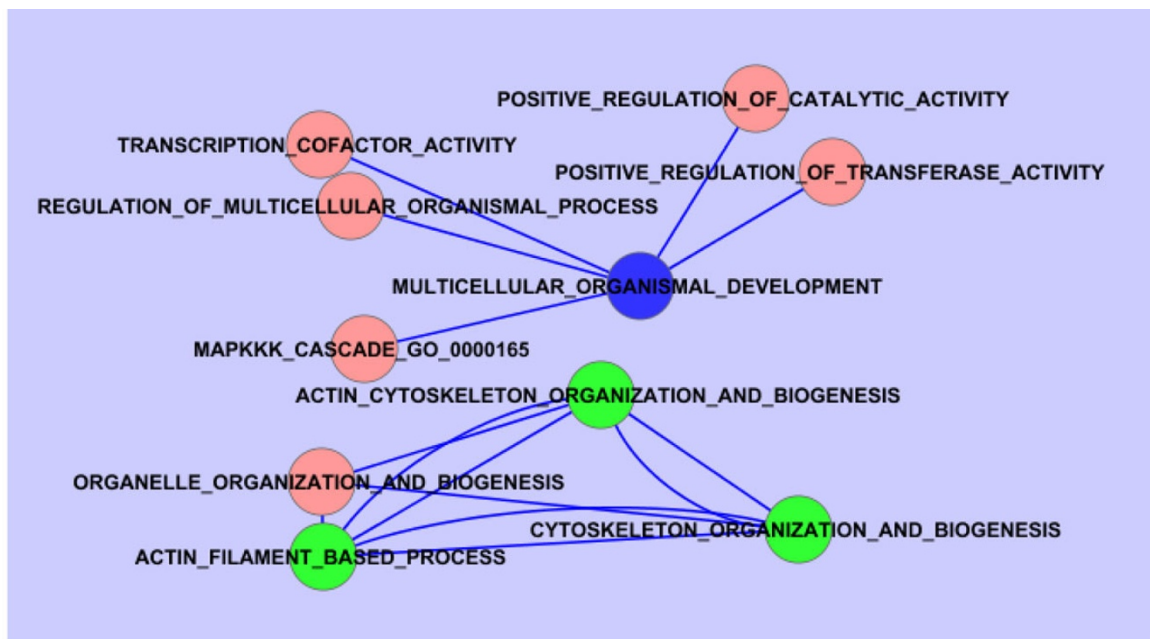 POSITIVE_REGULATION_OF_CATALYTIC_ACTIVITY
TRANSCRIPTION_COFACTOR_ACTIVITY
POSITIVE_REGULATION_OF_TRANSFERASE_ACTIVITY
REGULATION_OF_MULTICELLULAR_ORGANISMAL_PROCESS
MULTICELLULAR_ORGANISMAL_DEVELOPMENT
MAPKKK_CASCADE_GO_0000165
ACTIN_CYTOSKELETON_ORGANIZATION_AND_BIOGENESIS
ORGANELLE_ORGANIZATION_AND_BIOGENESIS
CYTOSKELETON_ORGANIZATION_AND_BIOGENESIS
ACTIN_FILAMENT_BASED_PROCESS